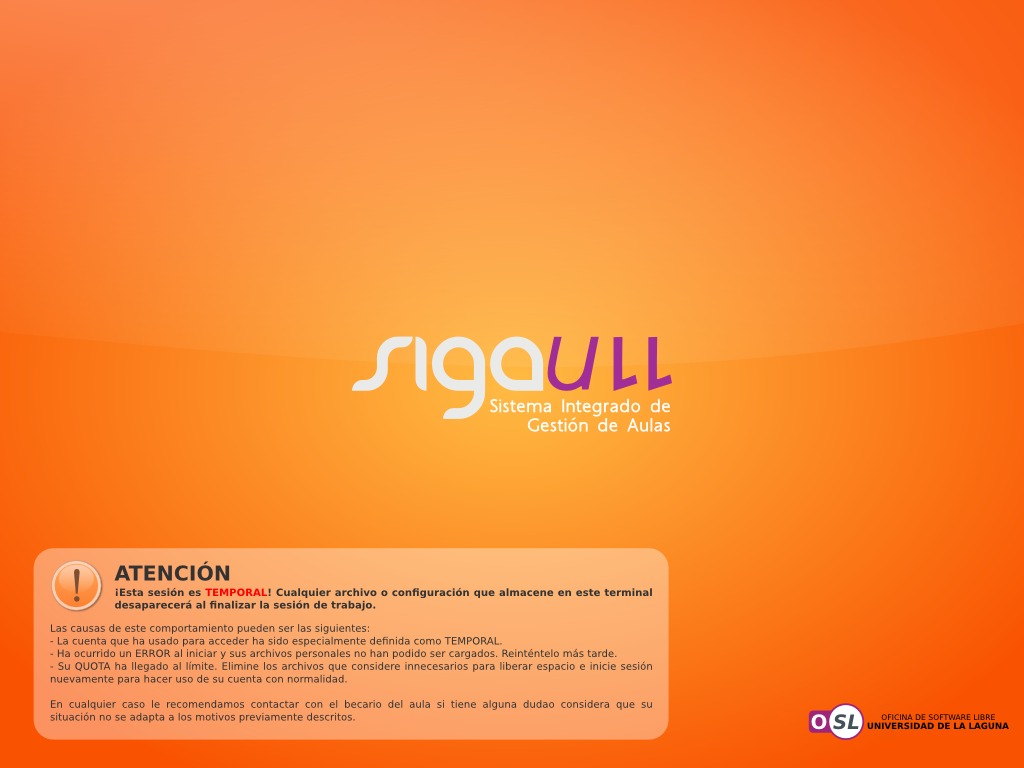 sigaull
Sistema Integrado de
Gestión de Aulas
ATENCIÓN
¡Esta sesión es TEMPORAL! Cualquier archivo o configuración que almacene en este terminal
desaparecerá al finalizar la sesión de trabajo.
Las causas de este comportamiento pueden ser las siguientes:
- La cuenta que ha usado para acceder ha sido especialmente definida como TEMPORAL.
- Ha ocurrido un ERROR al iniciar y sus archivos personales no han podido ser cargados. Reinténtelo más tarde.
- Su QUOTA ha llegado al límite. Elimine los archivos que considere innecesarios para liberar espacio e inicie sesión
nuevamente para hacer uso de su cuenta con normalidad.
En cualquier caso le recomendamos contactar con el becario del aula si tiene alguna dudao considera que su
situación no se adapta a los motivos previamente descritos.
OSL
OFICINA DE SOFTWARE LIBRE
UNIVERSIDAD DE LA LAGUNA